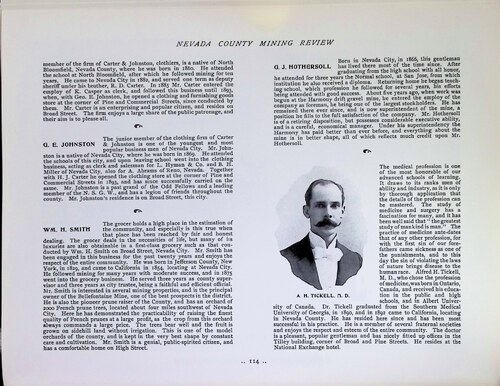 NEVADA COUNTY MINING REVIEW
member of the firm of Carter & Johnston, clothiers, is a native of North
Bloomfield, Nevada County, where he was born in 1860. He attended
the school at North Bloomfield, after which he followed mining for ten
years. He came to Nevada City in 1880, and served one term as deputy
sheriff under his brother, R. D. Carter. In 1885 Mr. Carter entered the
employ of L. W. Hyman & Co., and followed this business until 1893,
when, with Geo. E. Johnston, he opened a clothing and furnishing goods
store at the corner of Pine and Commercial Streets, since conducted by
them. Mr. Carter is an enterprising and popular citizen, and resides on
Broad Street. The firm enjoys a large share of the public patronage, and
their aim is to please all.
G. E. JOHNSTON
The junior member of the clothing firm of Carter
& Johnston is one of the youngest and most
popular business men of Nevada City. Mr. John-
ston is a native of Nevada City, where he was born in 1869. He attended
the schools of this city, and upon leaving school went into the clothing
business, acting as clerk and salesman for L. Hyman & Co. and R. H.
Miller of Nevada City, also for A. Abrams of Reno, Nevada. Together
with H. J. Carter he opened the clothing store at the corner of Pine and
Commercial Streets in 1893, and has since successfully carried on the
same. Mr. Johnston is a past grand of the Odd Fellows and a leading
member of the N. S. G. W., and has a legion of friends throughout the
county. Mr. Johnston's residence is on Broad Street, this city.
WM. H. SMITH
The grocer holds a high place in the estimation of
the community, and especially is this true when
that place has been reached by fair and honest
dealing. The grocer deals in the necessities of life, but many of its
luxuries are also obtainable in a first-class grocery such as that con-
ducted by Wm. H. Smith on Broad Street, Nevada City. Mr. Smith has
been engaged in this business for the past twenty years and enjoys the
respect of the entire community. He was born in Jefferson County, New
York, in 1829, and came to California in 1854, locating at Nevada City.
He followed mining for many years with moderate success, and in 1875
went into the grocery business. He served three years as county super-
visor and three years as city trustee, being a faithful and efficient official.
Mr. Smith is interested in several mining properties, and is the principal
owner of the Bellefontaine Mine, one of the best prospects in the district.
He is also the pioneer prune raiser of the County, and has an orchard of
2000 French prune trees, located about four miles southwest of Nevada
City. Here he demonstrated the practicability of raising the finest
quality of French prunes at a large profit, as the crop from this orchard
always commands a large price. The trees bear well and the fruit is
grown on sidehill land without irrigation. This is one of the model
orchards of the county, and is kept in the very best shape by constant
care and cultivation. Mr. Smith is a genial, public-spirited citizen, and
has a comfortable home on High Street.
G. J. HOTHERSOLL.
Born in Nevada City, in 1866, this gentleman
has lived there most of the time since. After
graduating from the high school with all honor,
he attended for three years the Normal school, at San Jose, from which
institution he also received a diploma. Returning home he began teach-
ing school, which profession he followed for several years, his efforts
being attended with good success. About five years ago, when work was
begun at the Harmony drift gravel mine, he entered the employ of the
company as foreman, he being one of the largest stockholders. He has
remained there ever since, and is now superintendent of the mine, a
position he fills to the full satisfaction of the company. Mr. Hothersoll
is of a retiring disposition, but possesses considerable executive ability,
and is a careful, economical manager. Under his superintendency the
Harmony has paid better than ever before, and everything about the
mine is in better shape, all of which reflects much credit upon Mr.
Hothersoll.
The medical profession is one
of the most honorable of our
advanced schools of learning.
It draws to its ranks men of
ability and industry, as it is only
by thorough application that
the details of the profession can
be mastered. The study of
medicine and surgery has a
fascination for many, and it has
been well said that "the greatest
study of mankind is man." The
practice of medicine ante-dates
that of any other profession, for
with the first sin of our fore-
fathers came sickness as one of
the punishments, and to this
day the sin of violating the laws
of nature brings disease to the
human race. Alfred H. Tickell,
M. D., who chose the profession
of medicine, was born in Ontario,
Canada, and received his educa-
tion in the public and high
schools, and in Albert Univer-
A. H. TICKELL, M. D.
sity of Canada. Dr. Tickell graduated from the Southern Medical
University of Georgia, in 1890, and in 1892 came to California, locating
in Nevada City. He has resided here since and has been most
successful in his practice. He is a member of several fraternal societies
and enjoys the respect and esteem of the entire community. The doctor
is a pleasant, popular gentleman and has nicely fitted up offices in the
Tilley building, corner of Broad and Pine Streets. He resides at the
National Exchange hotel.
.. 114 ..